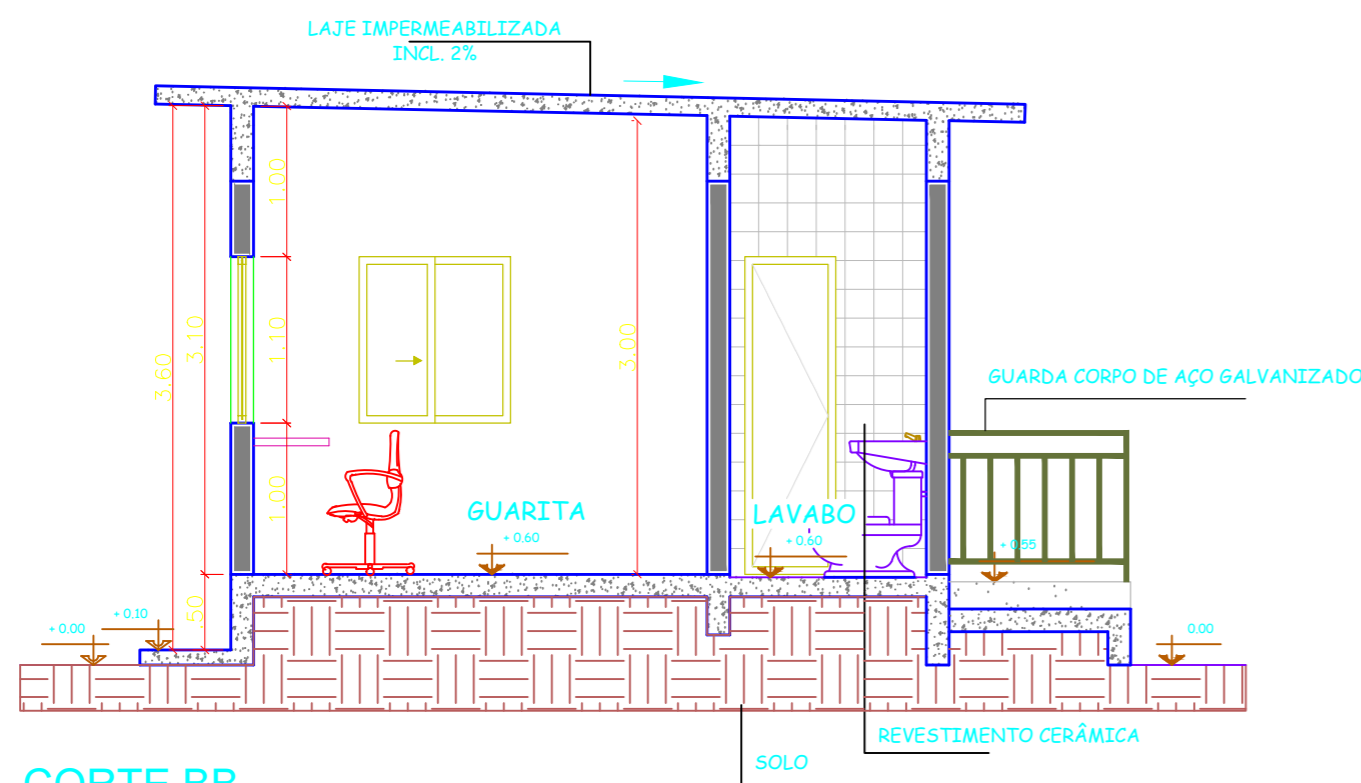 LAJE IMPERMEABILIZADA
INCL. 2%
1,00
3,10
1,10
3,00
3,60
GUARDA CORPO DE AÇO GALVANIZADO
1,00
GUARITA
LAVABO
+ 0,60
+ 0.60
+ 0.55
,50
+ 0.10
+ 0.00
0.00
REVESTIMENTO CERÂMICA
SOLO
CORTE BB